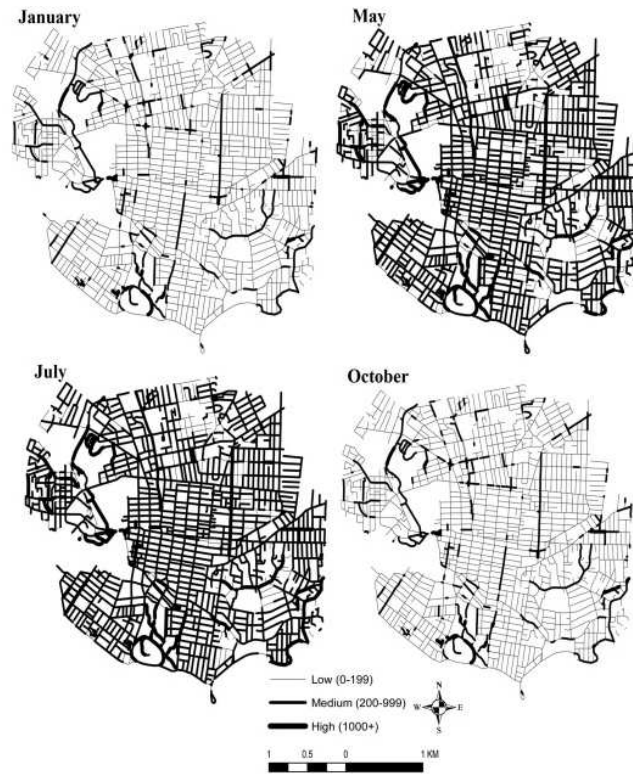 January
May
July
October
Low (0-199)
Medium (200-999)
High (1000+)
N
W E
S
1 0.5 0 1 KM